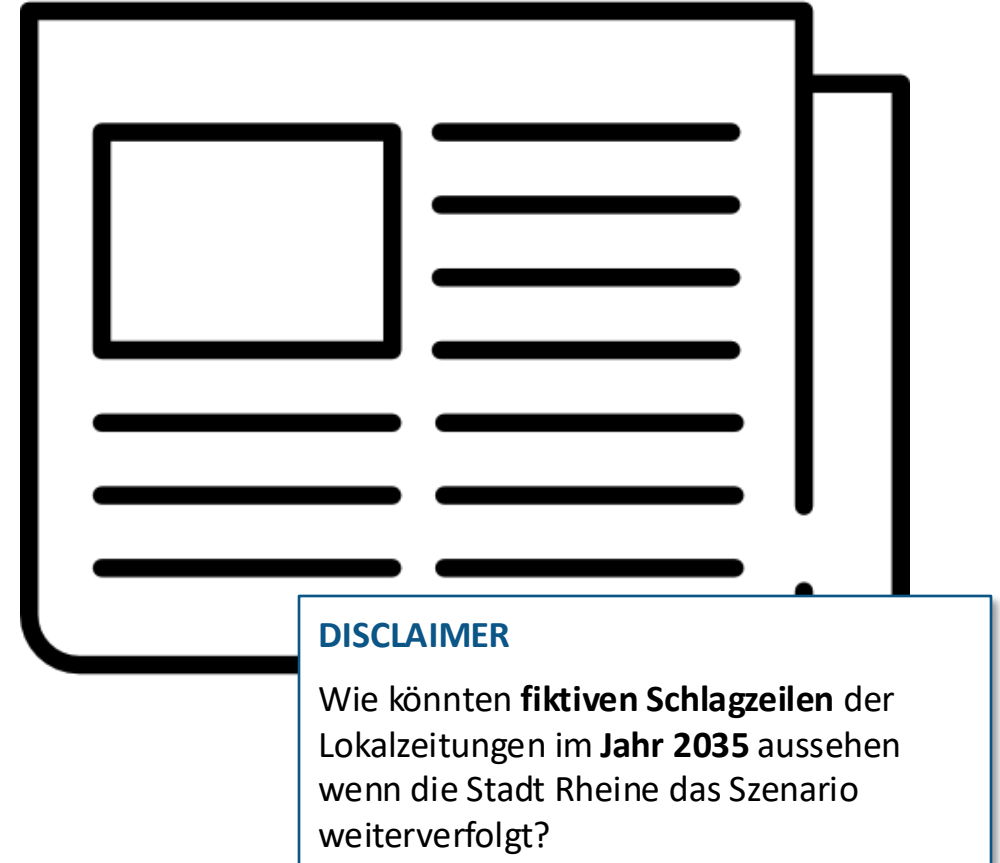 DISCLAIMER
Wie könnten fiktiven Schlagzeilen der
Lokalzeitungen im Jahr 2035 aussehen
wenn die Stadt Rheine das Szenario
weiterverfolgt?